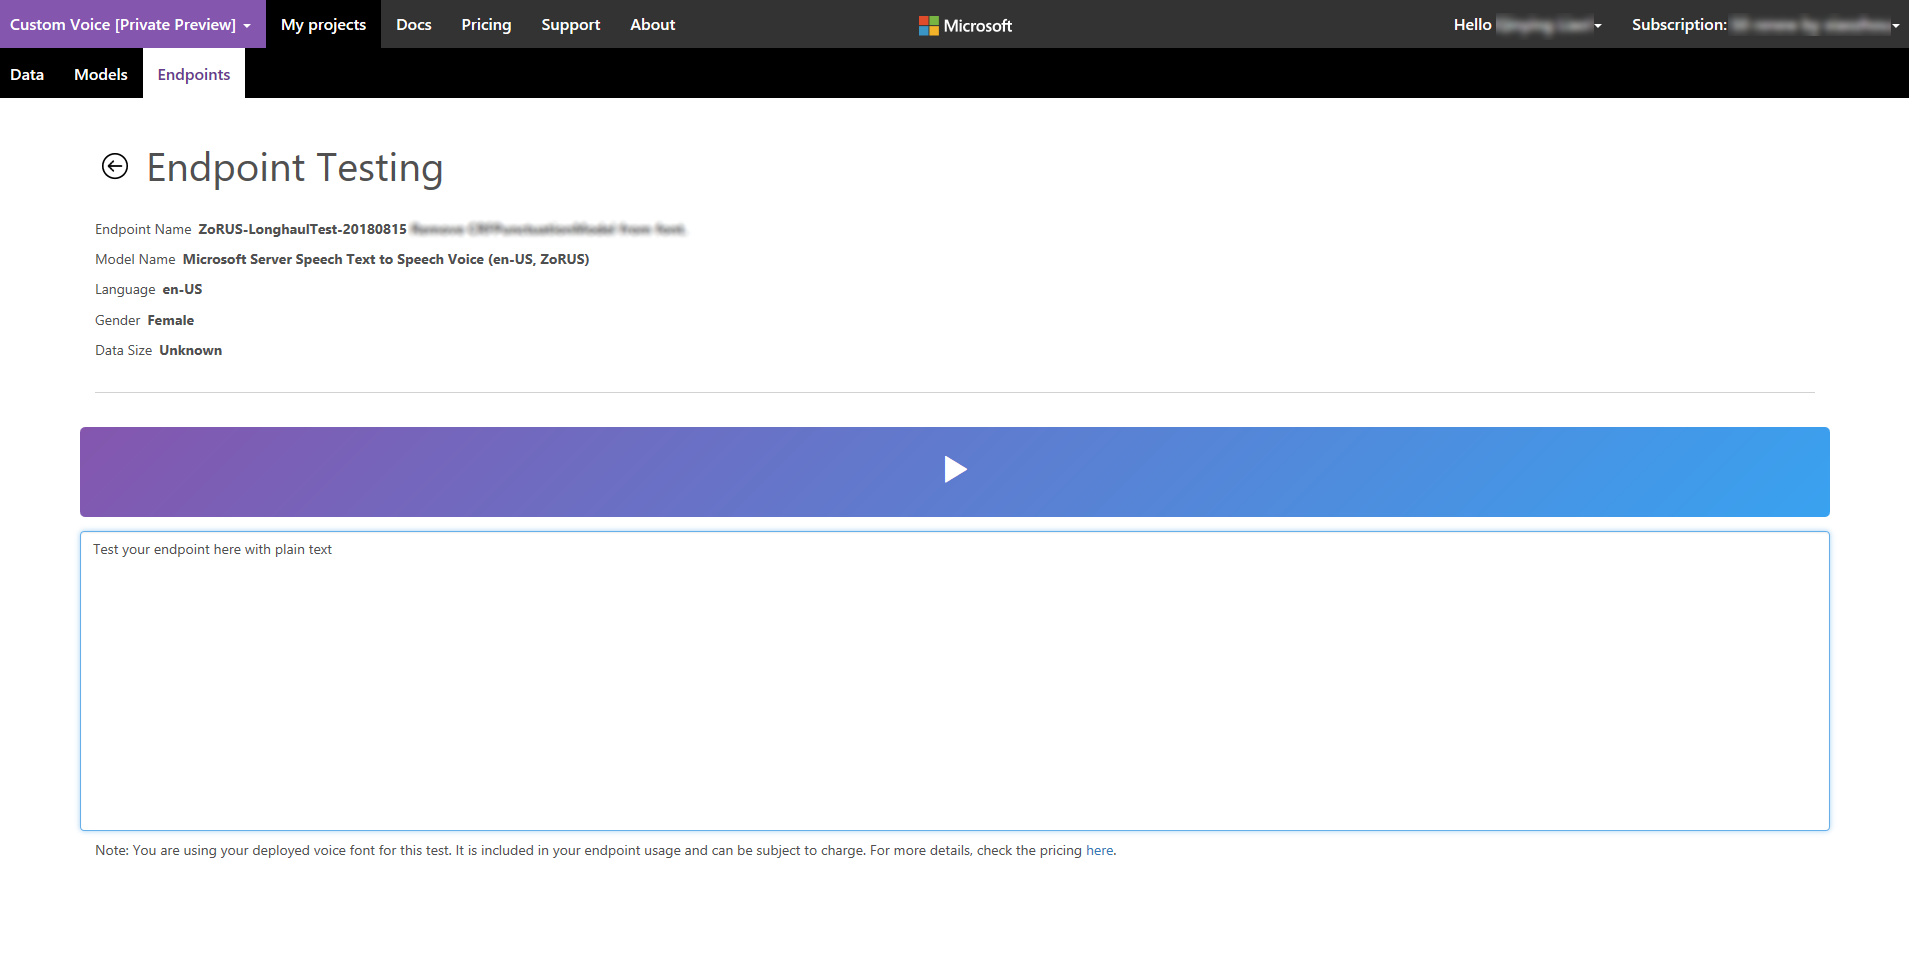 Custom Voice [Private Preview] My projects Docs Pricing Support About Microsoft Hello Subscription:
Data Models Endpoints
Endpoint Testing
Endpoint Name ZoRUS-LonghaulTest-20180815
Model Name Microsoft Server Speech Text to Speech Voice (en-US, ZoRUS)
Language en-US
Gender Female
Data Size Unknown
Test your endpoint here with plain text
Note: You are using your deployed voice font for this test. It is included in your endpoint usage and can be subject to charge. For more details, check the pricing here.